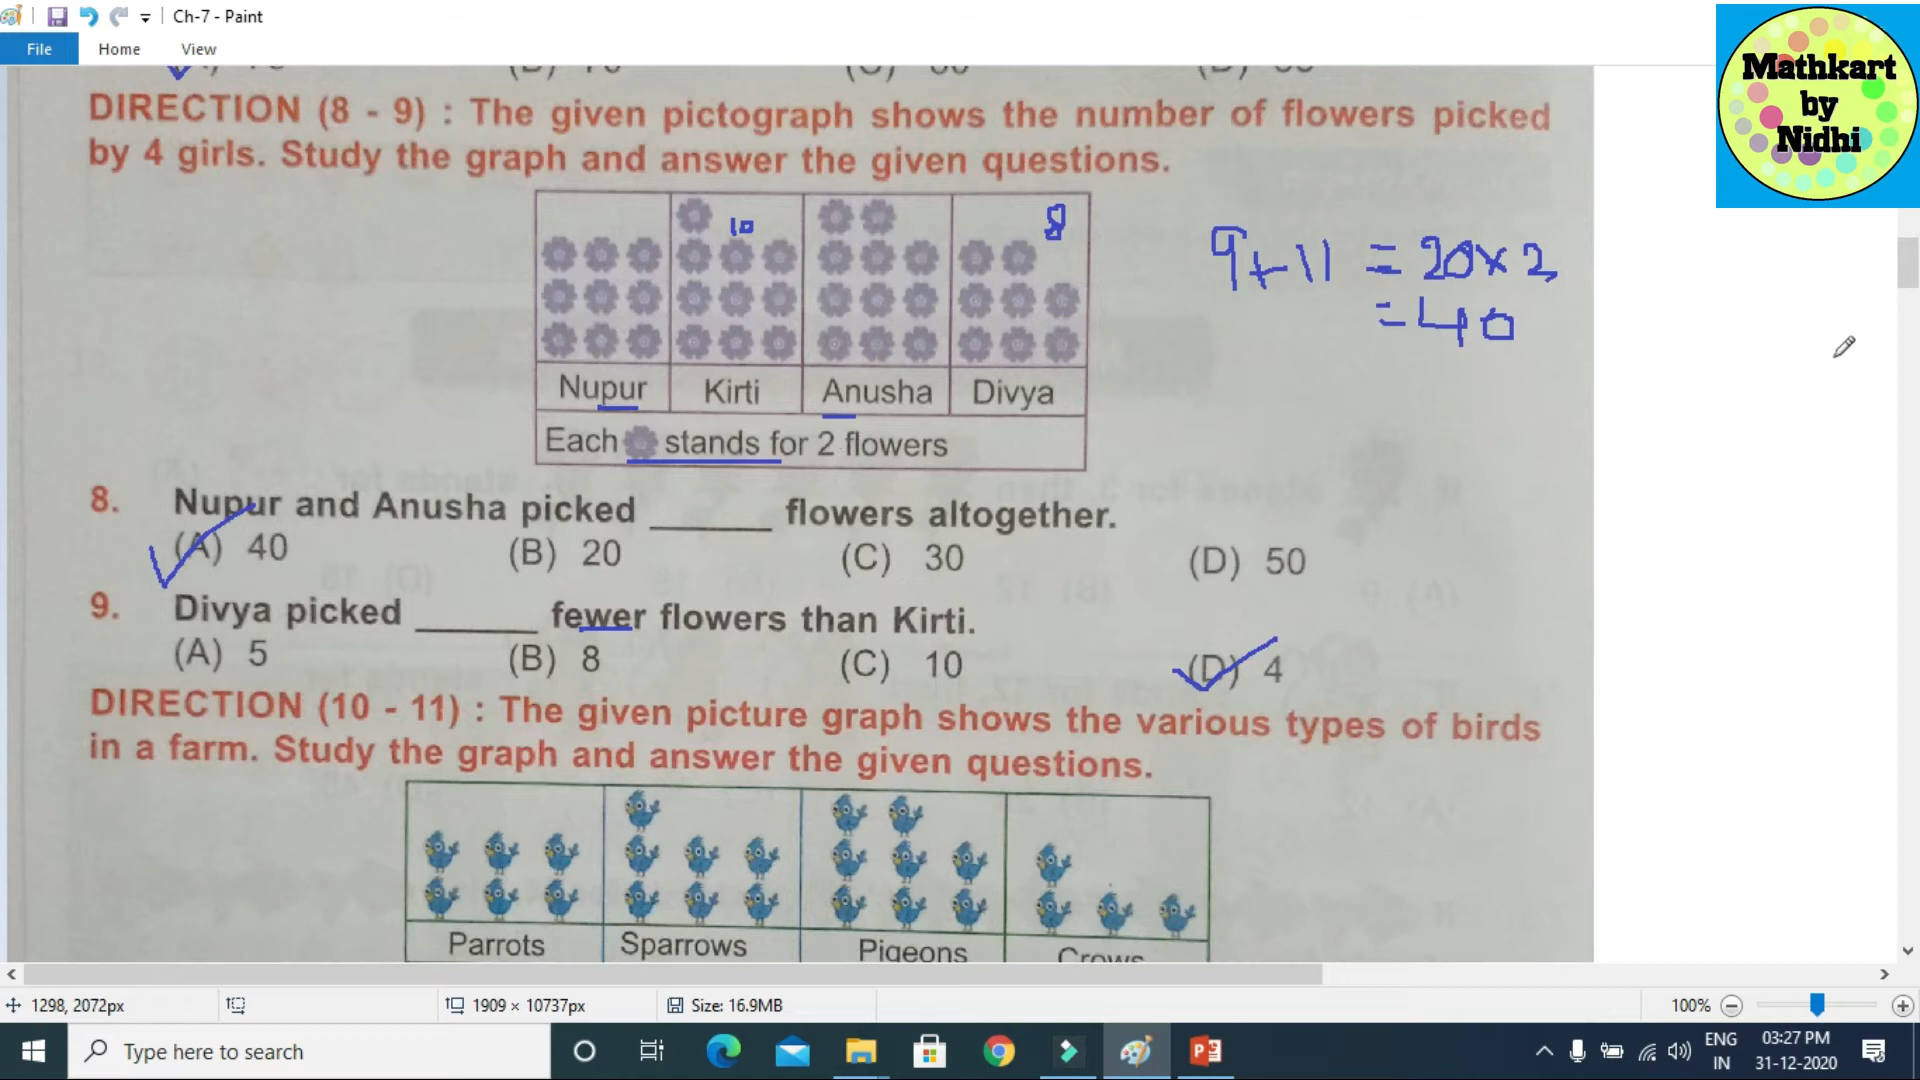 Ch-7 - Paint
File Home View
DIRECTION (8 - 9) : The given pictograph shows the number of flowers picked
by 4 girls. Study the graph and answer the given questions.
10
8
9+11 = 20×2
=40
Nupur Kirti Anusha Divya
Each stands for 2 flowers
8. Nupur and Anusha picked ______ flowers altogether.
(A) 40 (B) 20 (C) 30 (D) 50
9. Divya picked ______ fewer flowers than Kirti.
(A) 5 (B) 8 (C) 10 (D) 4
DIRECTION (10 - 11) : The given picture graph shows the various types of birds
in a farm. Study the graph and answer the given questions.
Parrots Sparrows Pigeons Crows
Mathkart
by
Nidhi
1298, 2072px 1909 × 10737px Size: 16.9MB 100%
Type here to search
ENG
IN
03:27 PM
31-12-2020